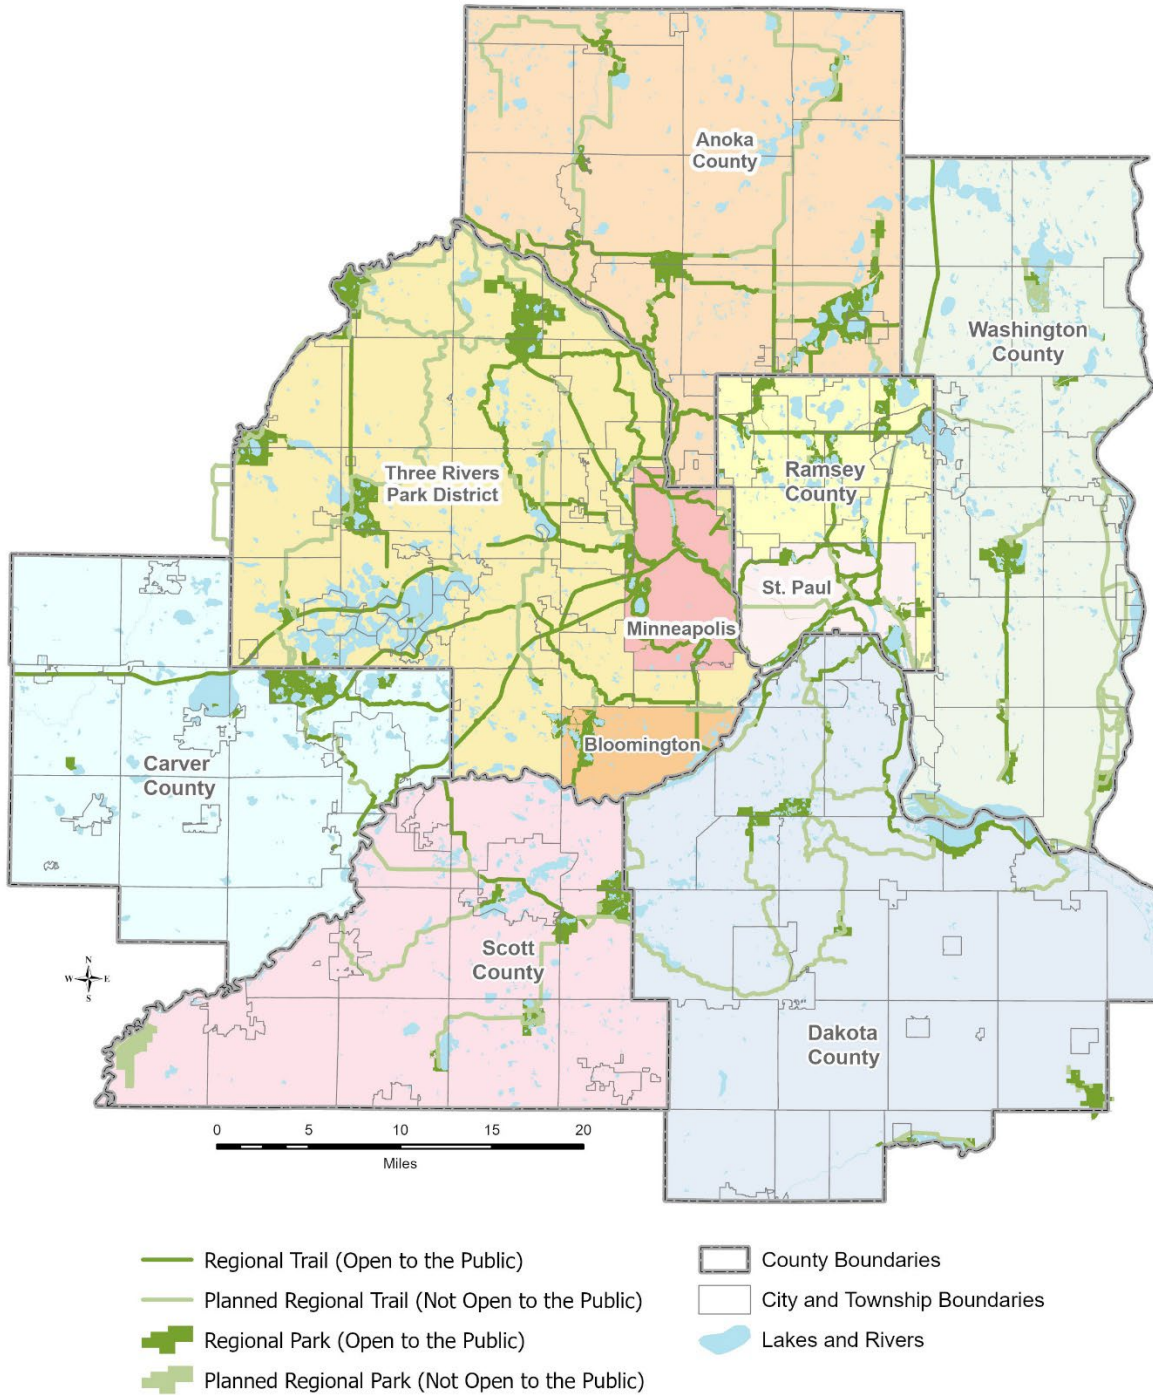 Anoka
County
Washington
County
Three Rivers
Park District
Ramsey
County
St. Paul
Minneapolis
Bloomington
Carver
County
Scott
County
Dakota
County
N
W E
S
0 5 10 15 20
Miles
Regional Trail (Open to the Public)
Planned Regional Trail (Not Open to the Public)
Regional Park (Open to the Public)
Planned Regional Park (Not Open to the Public)
County Boundaries
City and Township Boundaries
Lakes and Rivers